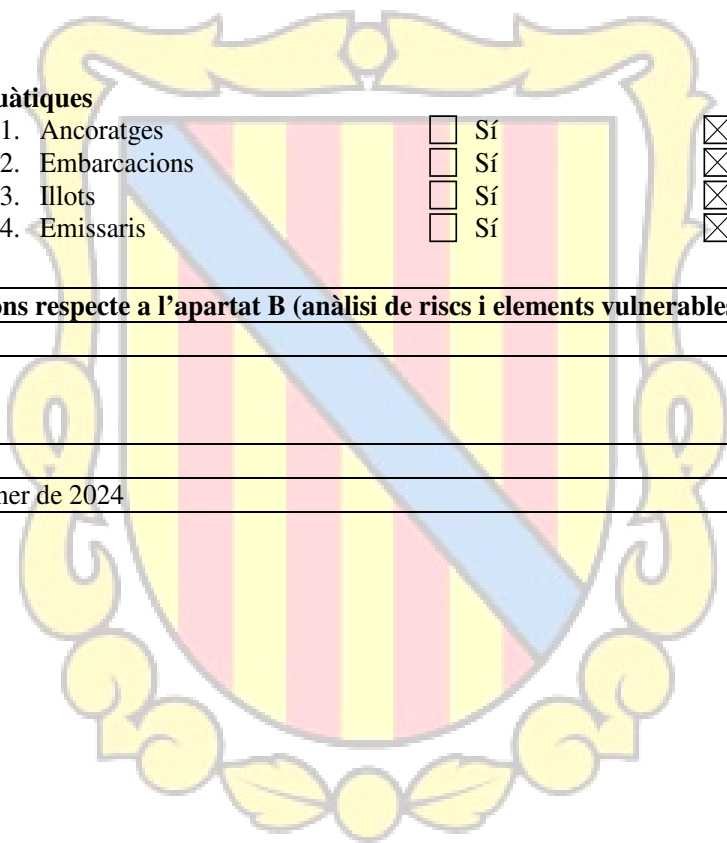 uàtiques
1. Ancoratges ☐ Sí ☒
2. Embarcacions ☐ Sí ☒
3. Illots ☐ Sí ☒
4. Emissaris ☐ Sí ☒
ons respecte a l’apartat B (anàlisi de riscs i elements vulnerables
ner de 2024